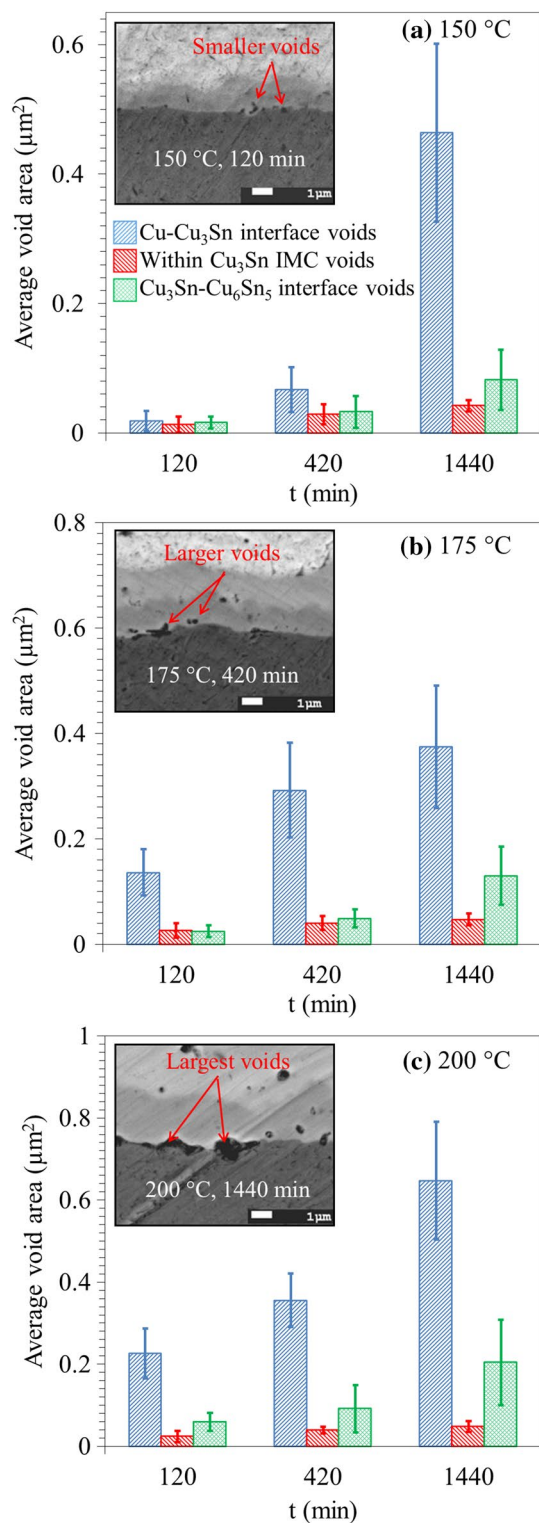 (a) 150 °C
Average void area (µm²)
0.6
0.4
0.2
0
Smaller voids
150 °C, 120 min
1µm
Cu-Cu₃Sn interface voids
Within Cu₃Sn IMC voids
Cu₃Sn-Cu₆Sn₅ interface voids
120 420 1440
t (min)
(b) 175 °C
Average void area (µm²)
0.8
0.6
0.4
0.2
0
Larger voids
175 °C, 420 min
1µm
120 420 1440
t (min)
(c) 200 °C
Average void area (µm²)
1
0.8
0.6
0.4
0.2
0
Largest voids
200 °C, 1440 min
1µm
120 420 1440
t (min)